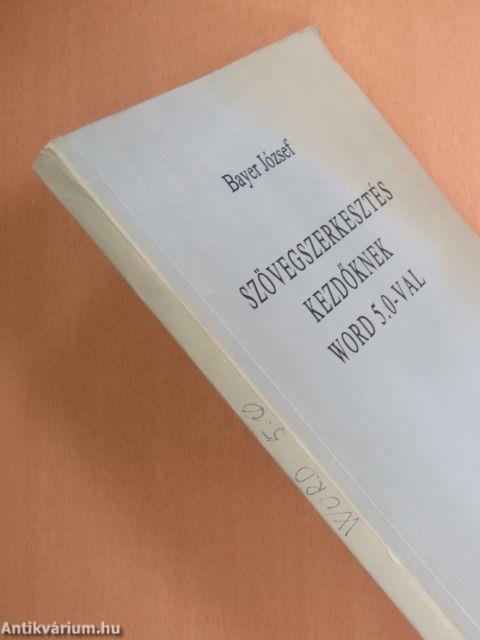 Bayer József
SZÖVEGSZERKESZTÉS
KEZDŐKNEK
WORD 5.0-VAL
WORD 5.0
Antikvárium.hu